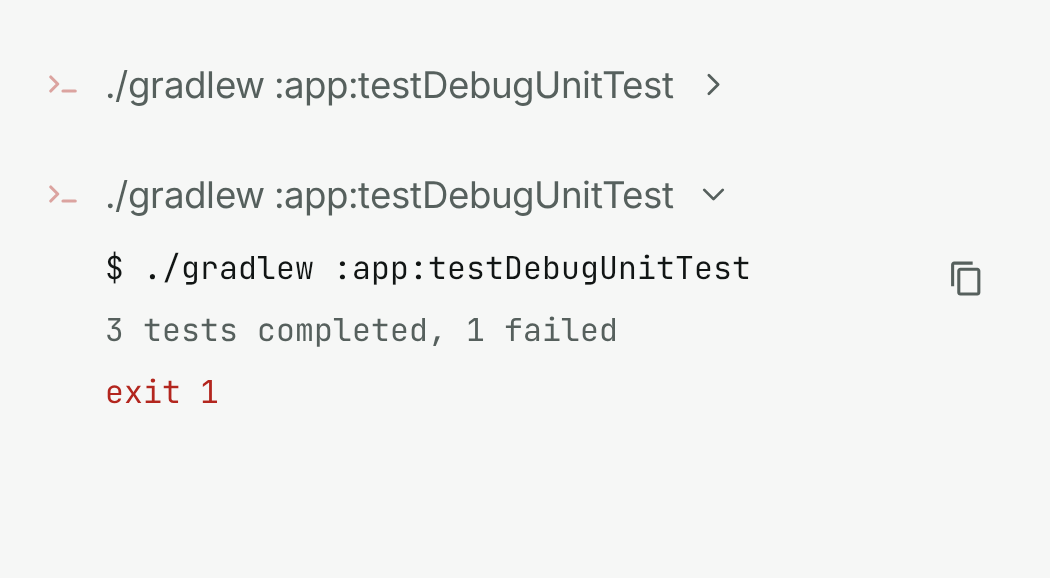 ./gradlew :app:testDebugUnitTest
./gradlew :app:testDebugUnitTest
$ ./gradlew :app:testDebugUnitTest
3 tests completed, 1 failed
exit 1